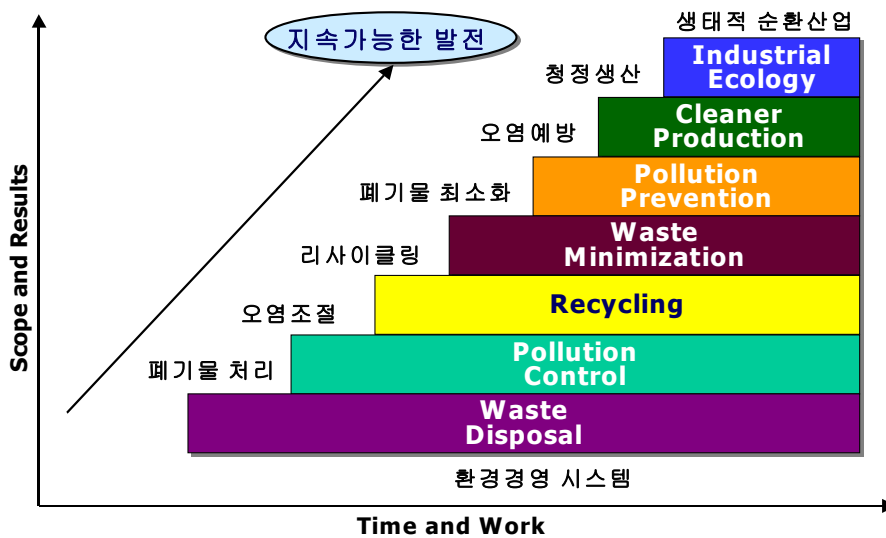 생태적 순환산업
지속가능한 발전
Industrial
Ecology
청정생산
Cleaner
Production
오염예방
Pollution
Prevention
폐기물 최소화
Waste
Minimization
리사이클링
Recycling
오염조절
Pollution
Control
폐기물 처리
Waste
Disposal
환경경영 시스템
Scope and Results
Time and Work